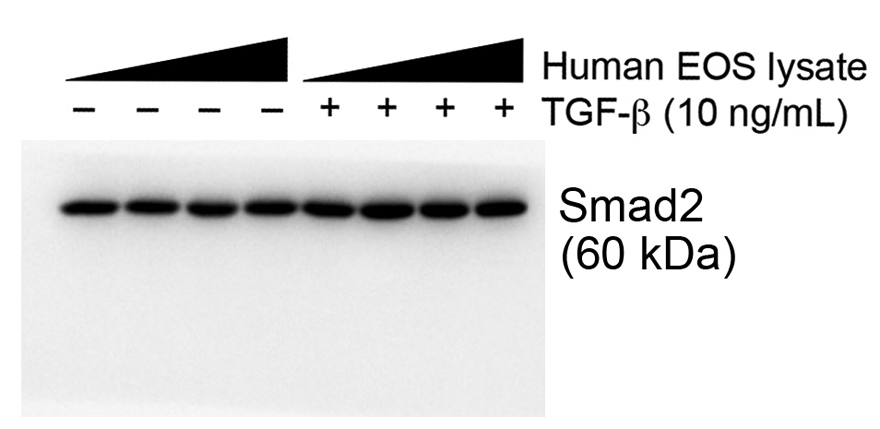 Human EOS lysate
− − − − + + + + TGF-β (10 ng/mL)
Smad2
(60 kDa)